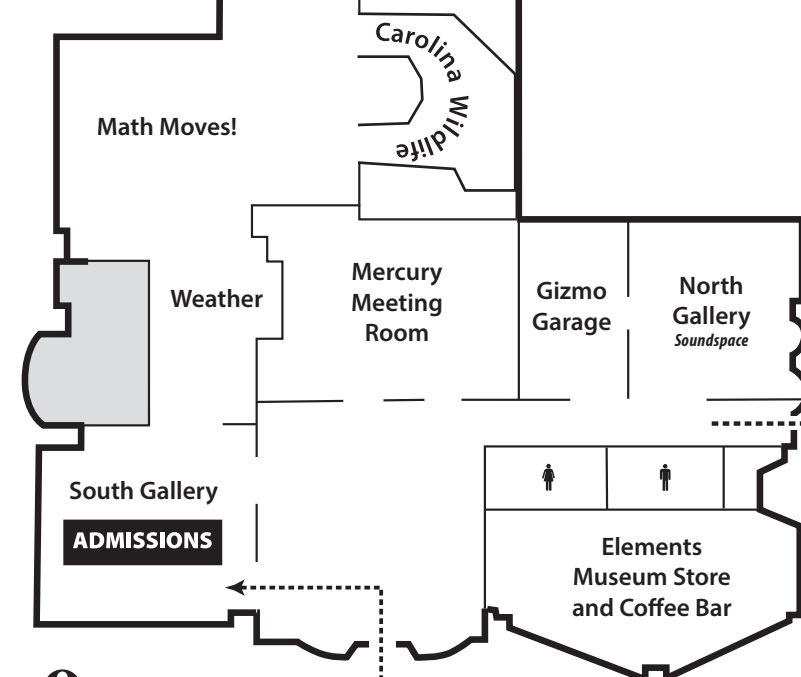 Carolina Wildlife
Math Moves!
Weather
Mercury
Meeting
Room
Gizmo
Garage
North
Gallery
Soundspace
South Gallery
ADMISSIONS
Elements
Museum Store
and Coffee Bar